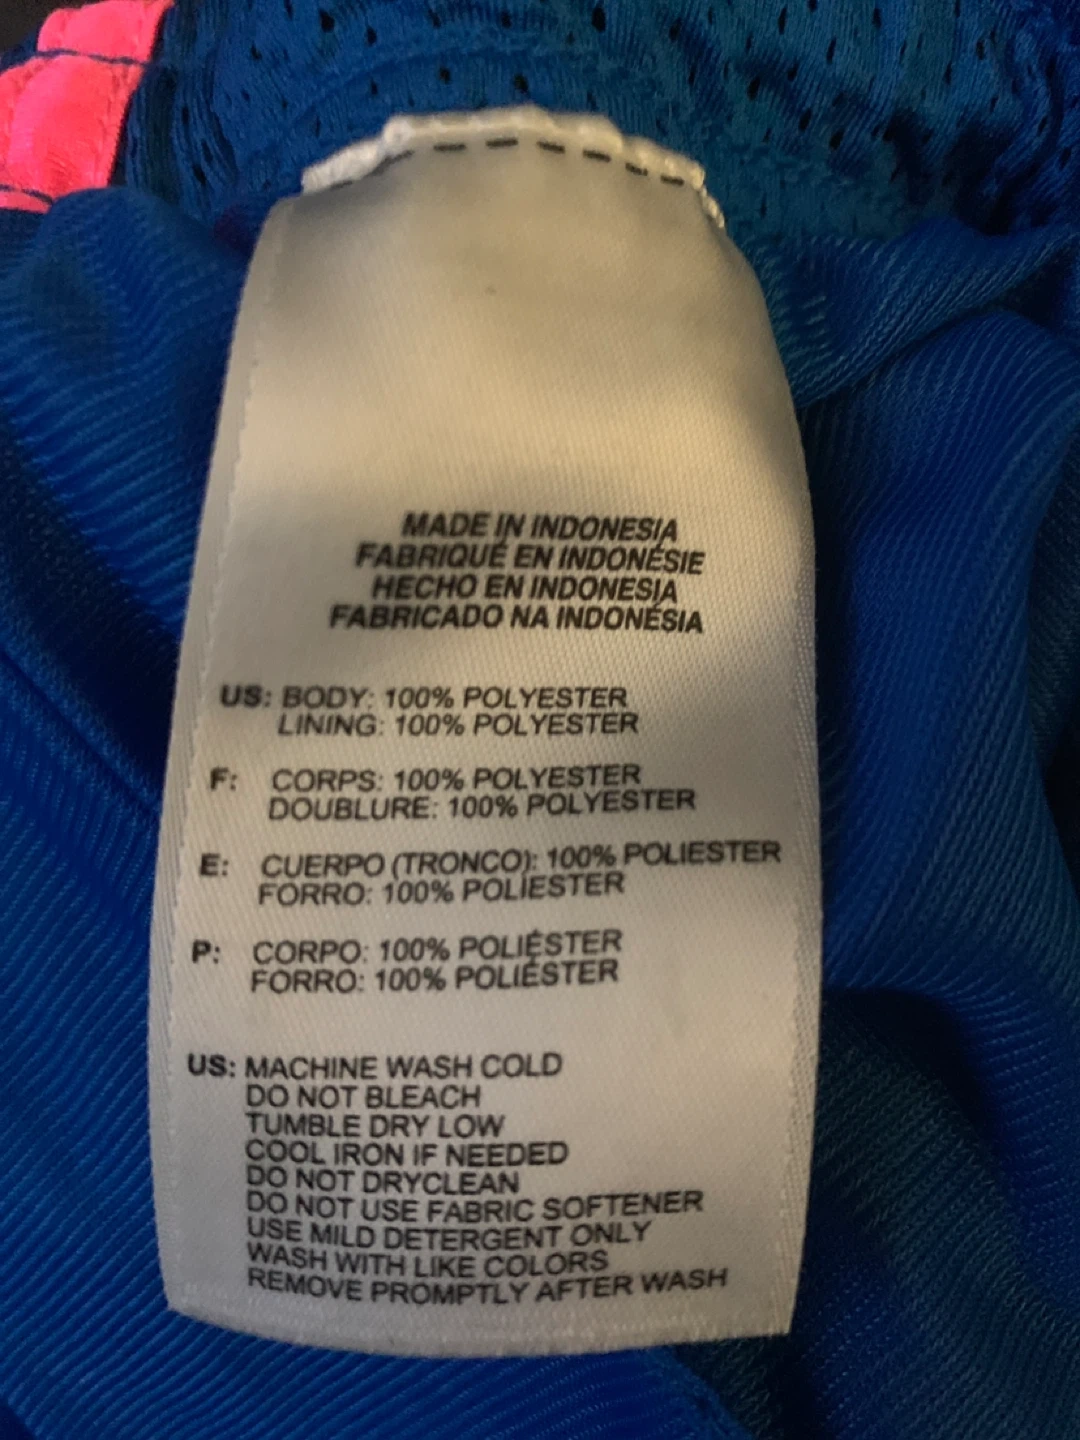 MADE IN INDONESIA
FABRIQUÉ EN INDONÉSIE
HECHO EN INDONESIA
FABRICADO NA INDONÉSIA
US: BODY: 100% POLYESTER
LINING: 100% POLYESTER
F: CORPS: 100% POLYESTER
DOUBLURE: 100% POLYESTER
E: CUERPO (TRONCO): 100% POLIESTER
FORRO: 100% POLIESTER
P: CORPO: 100% POLIÉSTER
FORRO: 100% POLIÉSTER
US: MACHINE WASH COLD
DO NOT BLEACH
TUMBLE DRY LOW
COOL IRON IF NEEDED
DO NOT DRYCLEAN
DO NOT USE FABRIC SOFTENER
USE MILD DETERGENT ONLY
WASH WITH LIKE COLORS
REMOVE PROMPTLY AFTER WASH